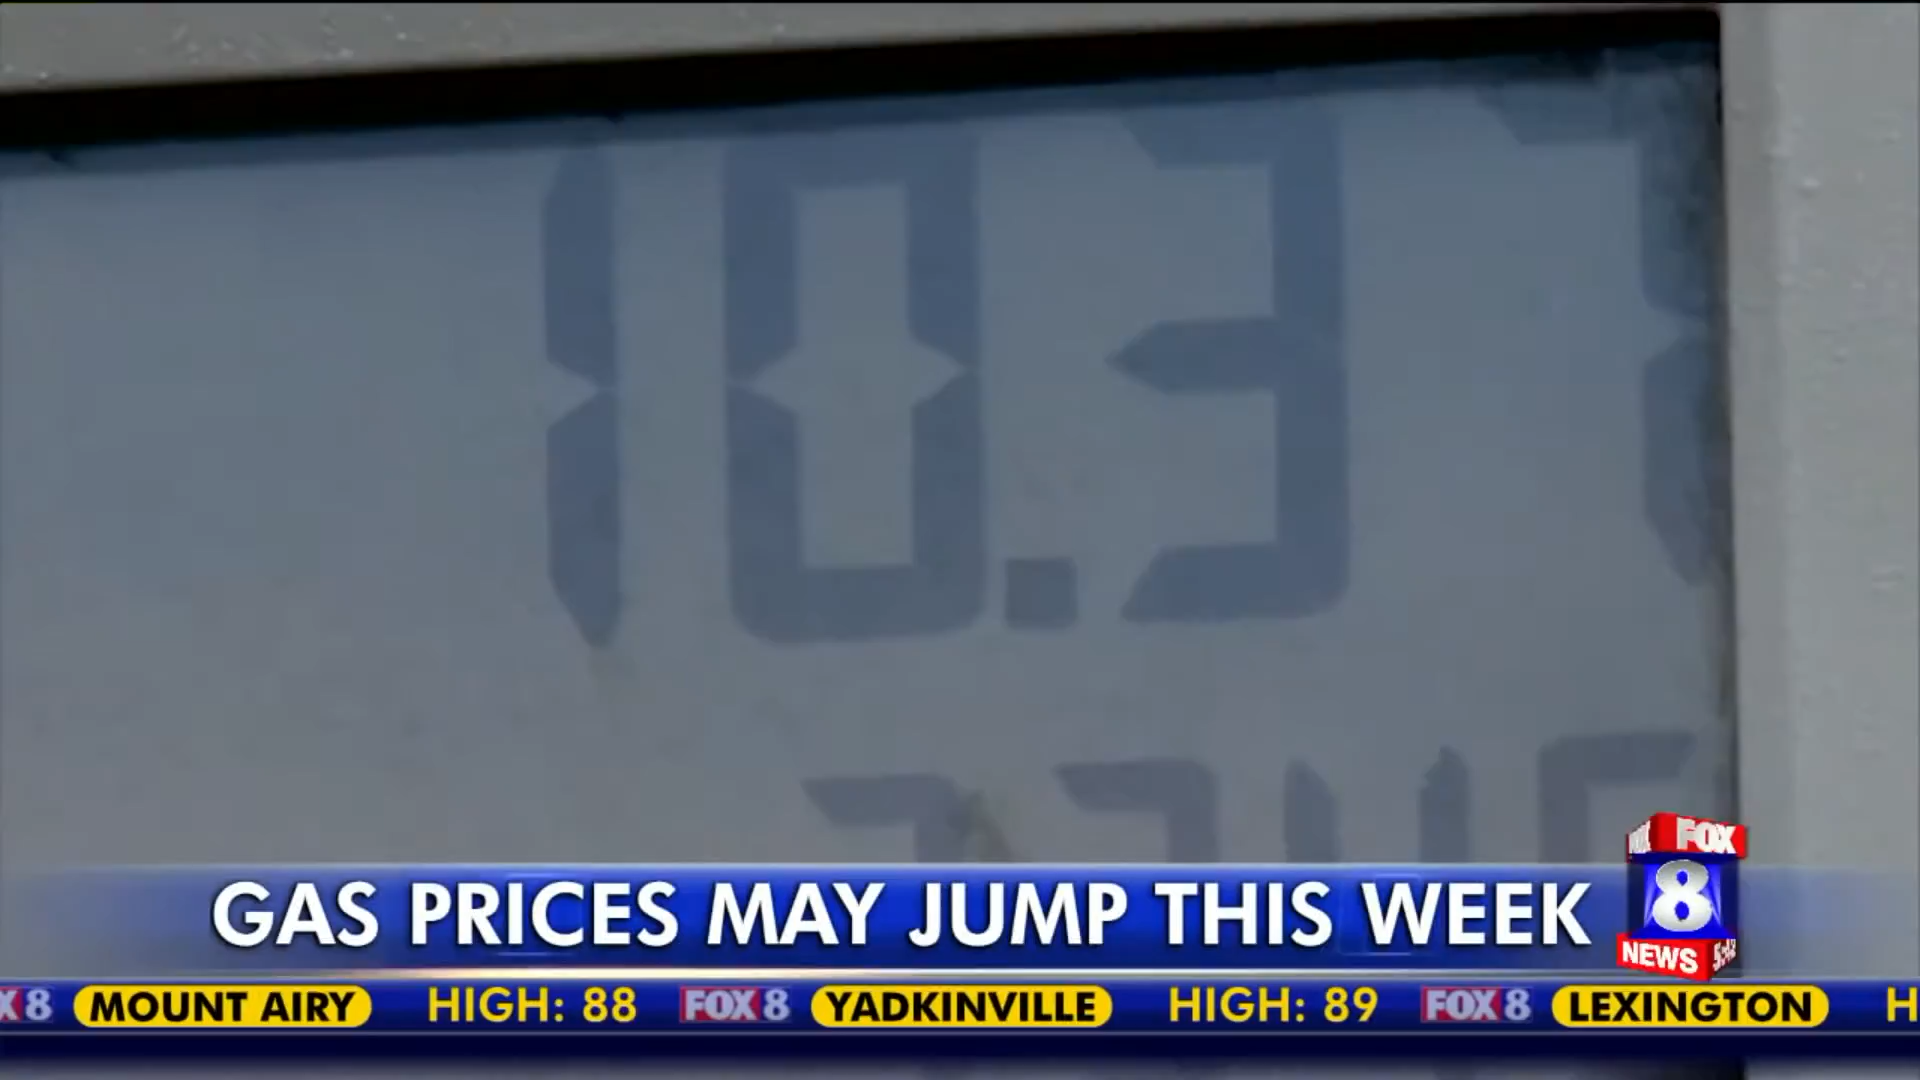 10.3
GAS PRICES MAY JUMP THIS WEEK
FOX
8
NEWS
8 MOUNT AIRY HIGH: 88 FOX 8 YADKINVILLE HIGH: 89 FOX 8 LEXINGTON H